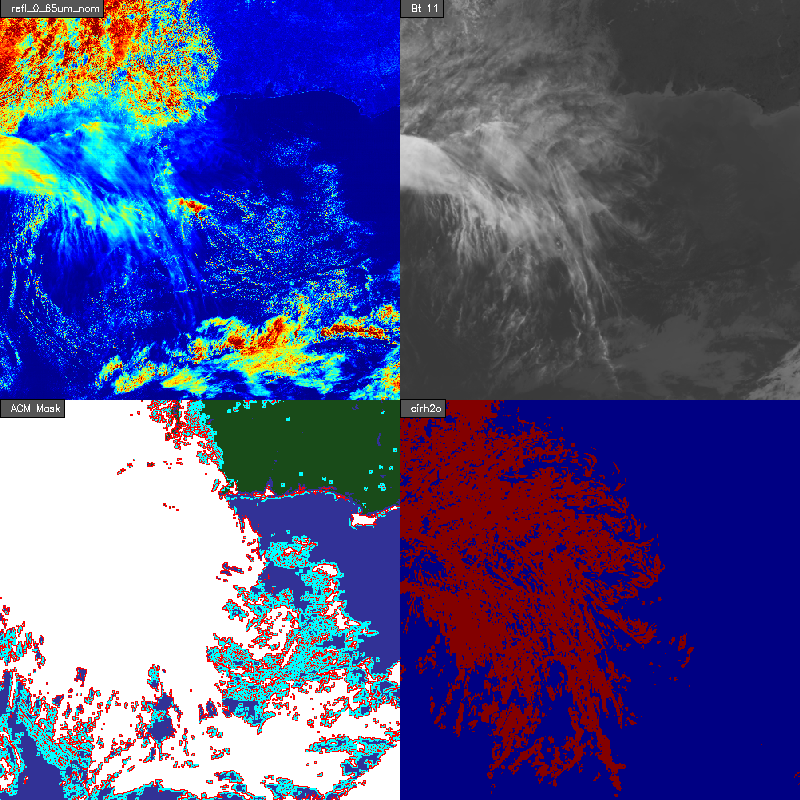 refl_0_65um_nom
Bt 11
ACM Mask
cirh2o